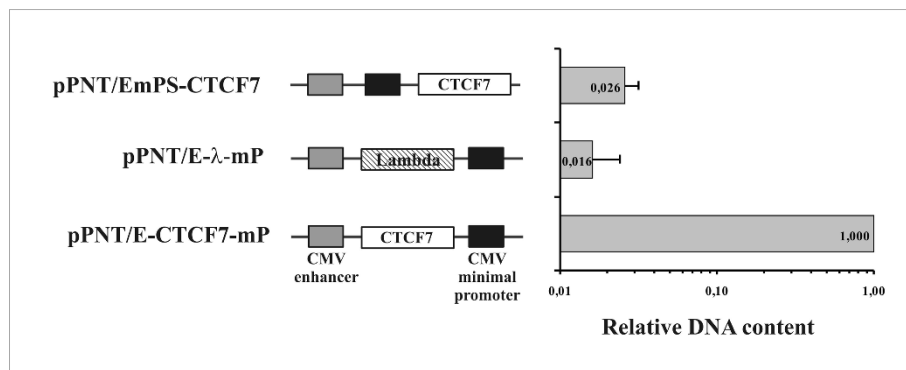 pPNT/EmPS-CTCF7
CTCF7
0,026
pPNT/E-λ-mP
Lambda
0,016
pPNT/E-CTCF7-mP
CTCF7
1,000
CMV
enhancer
CMV
minimal
promoter
0,01
0,10
1,00
Relative DNA content